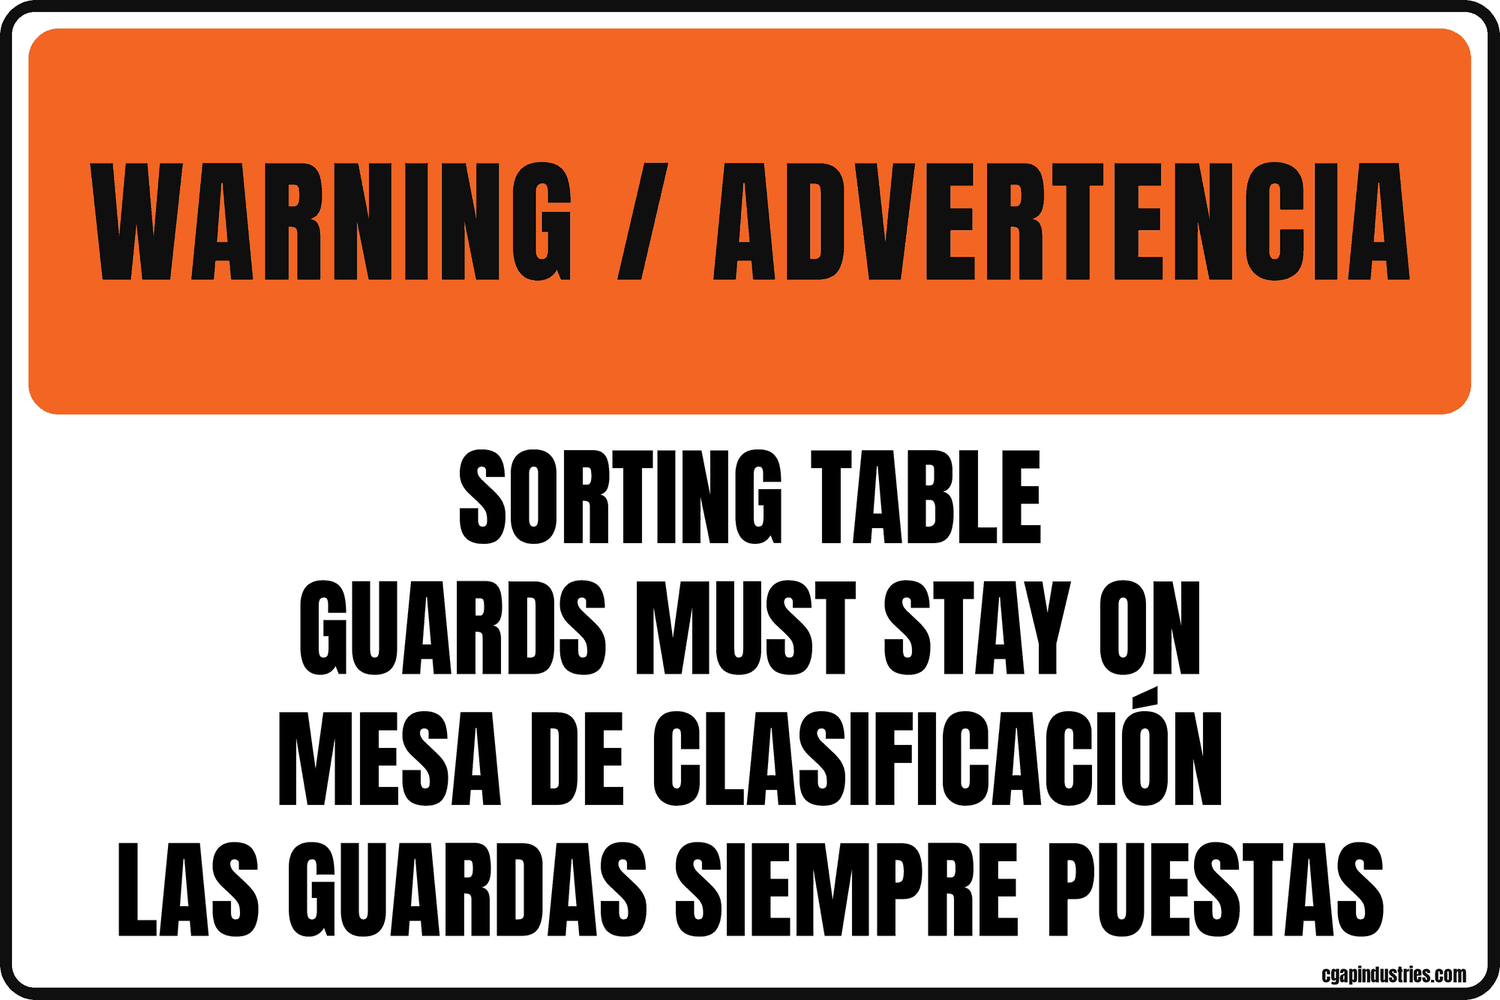 WARNING / ADVERTENCIA
SORTING TABLE
GUARDS MUST STAY ON
MESA DE CLASIFICACIÓN
LAS GUARDAS SIEMPRE PUESTAS
cgapindustries.com